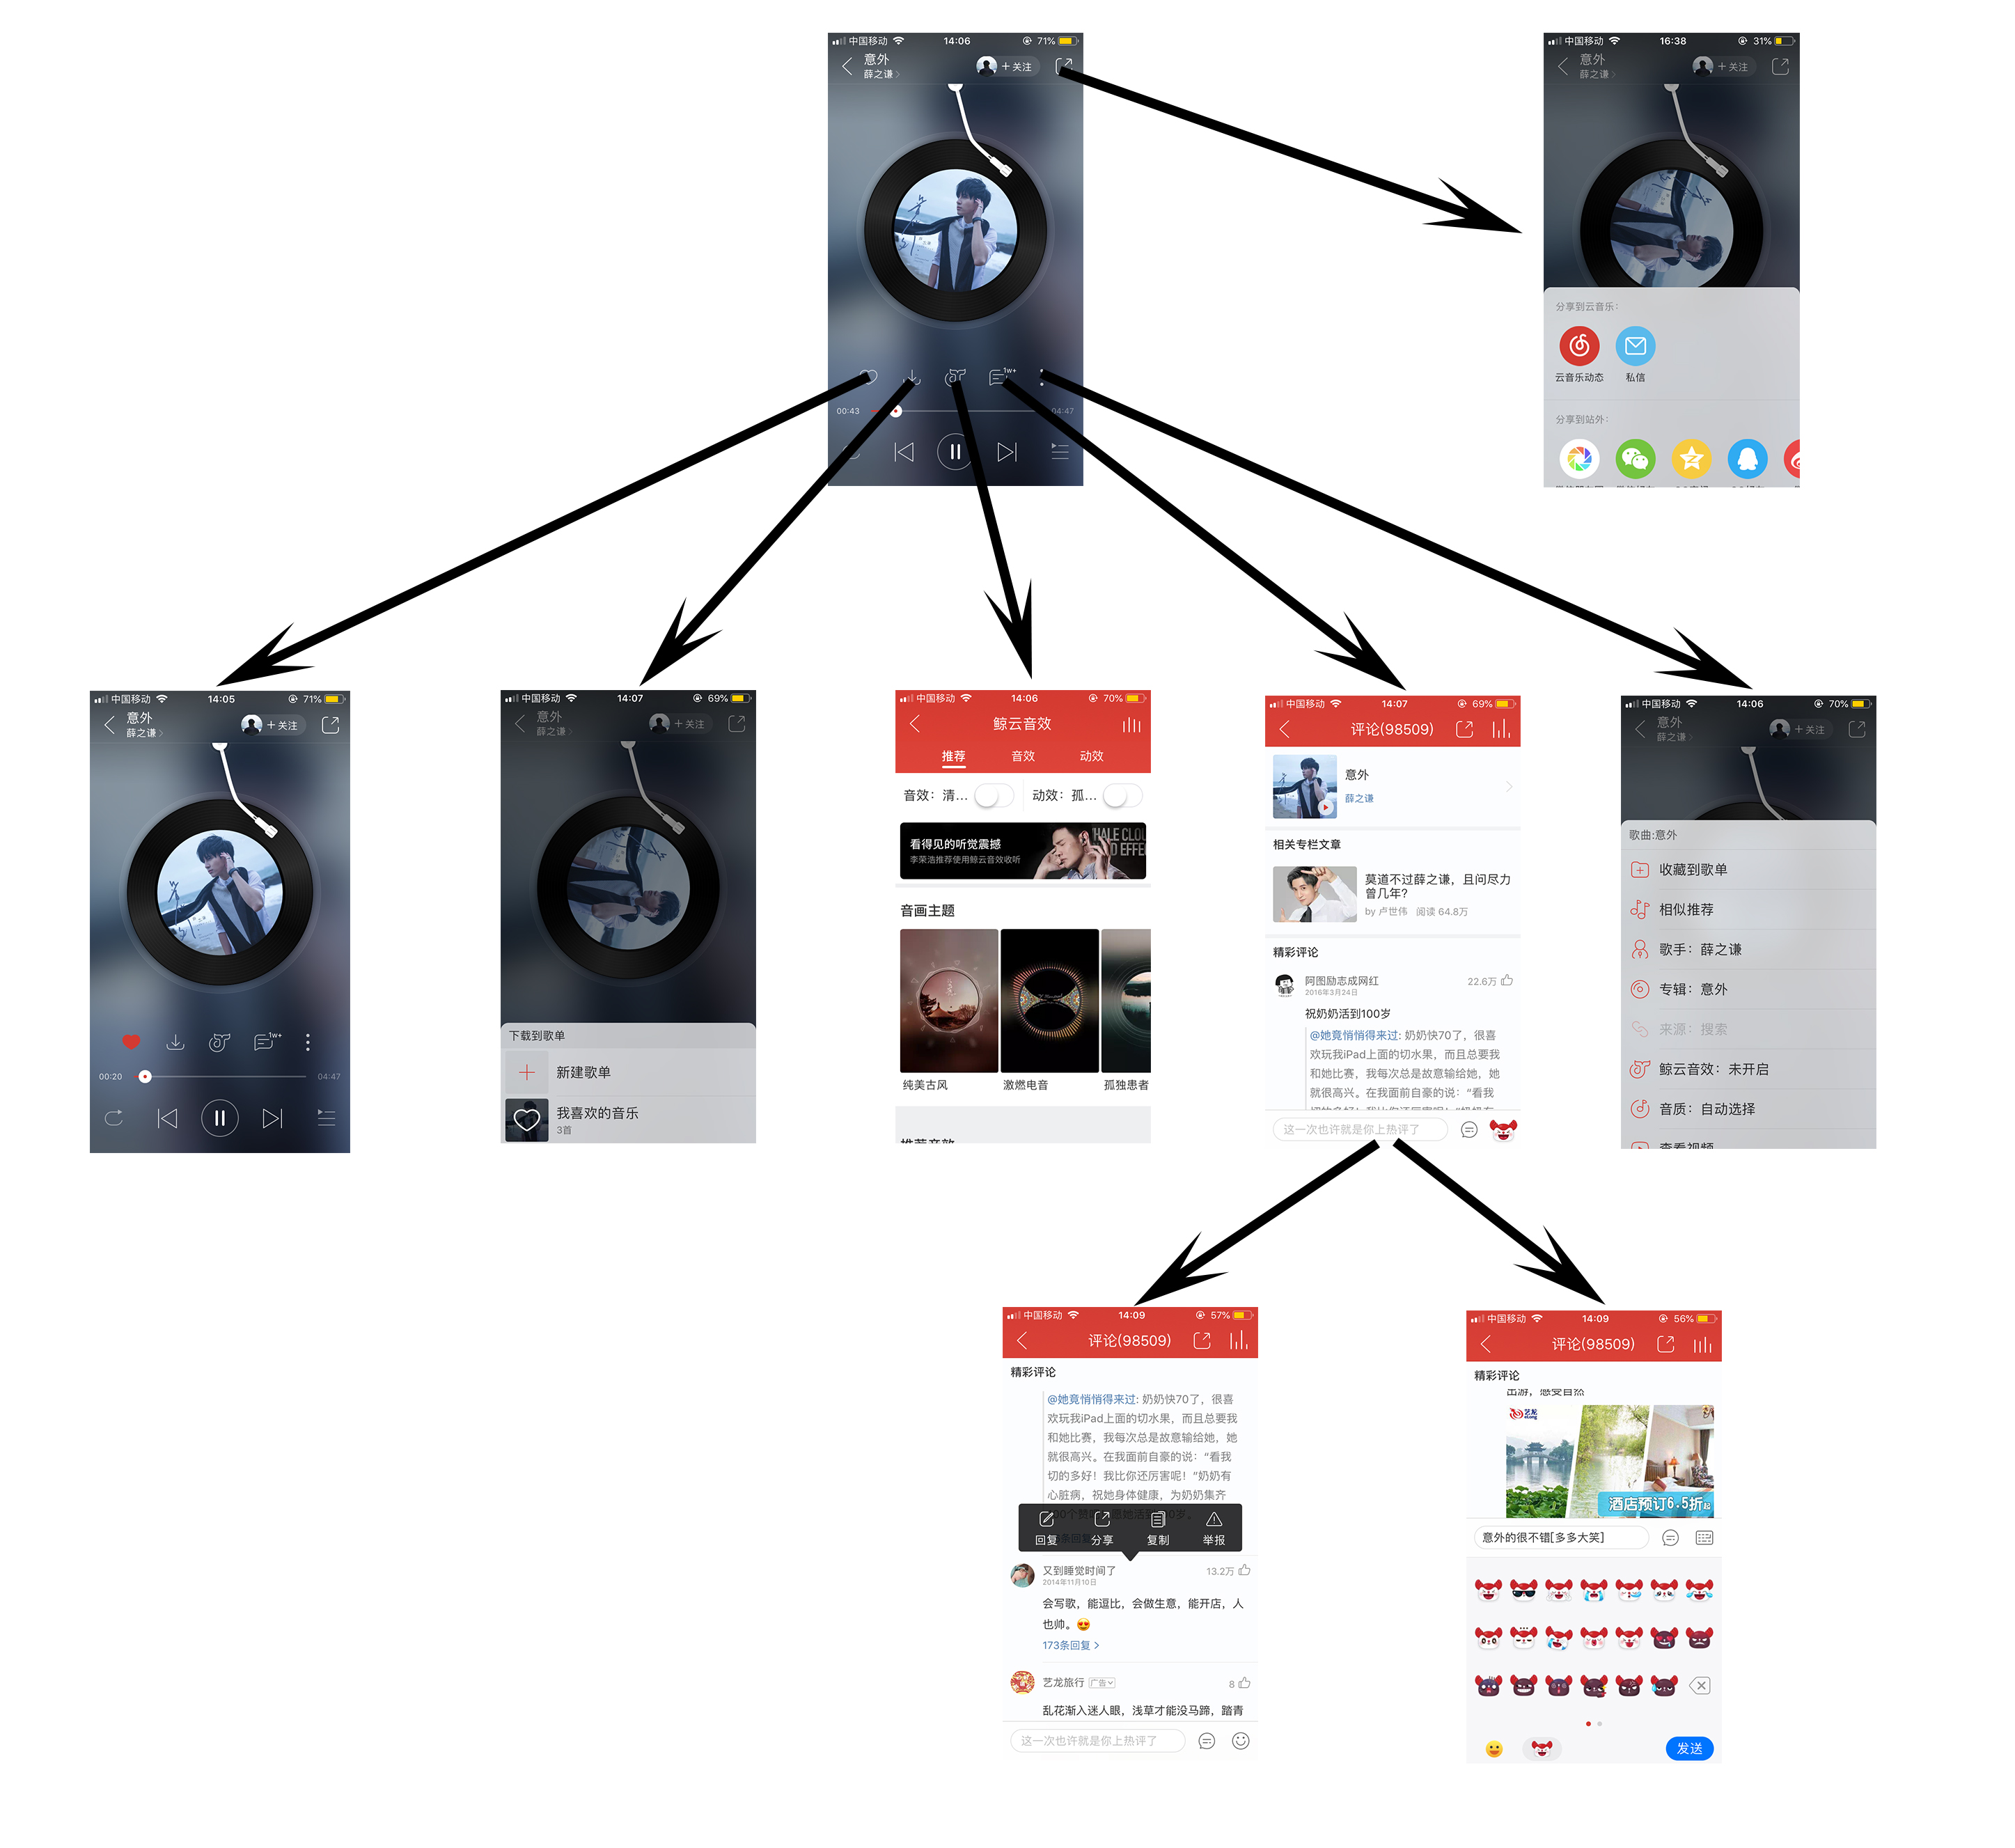 中国移动 14:06 71%
意外
薛之谦
+关注
1w+
00:43 04:47
中国移动 16:38 31%
意外
薛之谦
+关注
分享到云音乐：
云音乐动态 私信
分享到站外：
中国移动 14:05 71%
意外
薛之谦
+关注
1w+
00:20 04:47
中国移动 14:07 69%
意外
薛之谦
+关注
下载到歌单
新建歌单
我喜欢的音乐
3首
中国移动 14:06 70%
鲸云音效
推荐 音效 动效
音效：清... 动效：孤...
看得见的听觉震撼
李荣浩推荐使用鲸云音效收听
音画主题
纯美古风 激燃电音 孤独患者
推荐音效
中国移动 14:07 69%
评论(98509)
意外
薛之谦
相关专栏文章
莫道不过薛之谦，且问尽力
曾几年？
by 卢世伟 阅读 64.8万
精彩评论
阿图励志成网红 22.6万
2016年3月24日
祝奶奶活到100岁
@她竟悄悄得来过: 奶奶快70了，很喜
欢玩我iPad上面的切水果，而且总要我
和她比赛，我每次总是故意输给她，她
就很高兴。在我面前自豪的说：“看我
这一次也许就是你上热评了
中国移动 14:06 70%
意外
薛之谦
+关注
歌曲:意外
收藏到歌单
相似推荐
歌手：薛之谦
专辑：意外
来源：搜索
鲸云音效：未开启
音质：自动选择
查看视频
中国移动 14:09 57%
评论(98509)
精彩评论
@她竟悄悄得来过: 奶奶快70了，很喜
欢玩我iPad上面的切水果，而且总要我
和她比赛，我每次总是故意输给她，她
就很高兴。在我面前自豪的说：“看我
切的多好！我比你还厉害呢！”奶奶有
心脏病，祝她身体健康，为奶奶集齐
回复 分享 复制 举报
又到睡觉时间了 13.2万
2014年11月10日
会写歌，能逗比，会做生意，能开店，人
也帅。
173条回复 >
艺龙旅行 广告 8
乱花渐入迷人眼，浅草才能没马蹄，踏青
这一次也许就是你上热评了
中国移动 14:09 56%
评论(98509)
精彩评论
出游，感受自然
艺龙
eLong
酒店预订6.5折起
意外的很不错[多多大笑]
发送